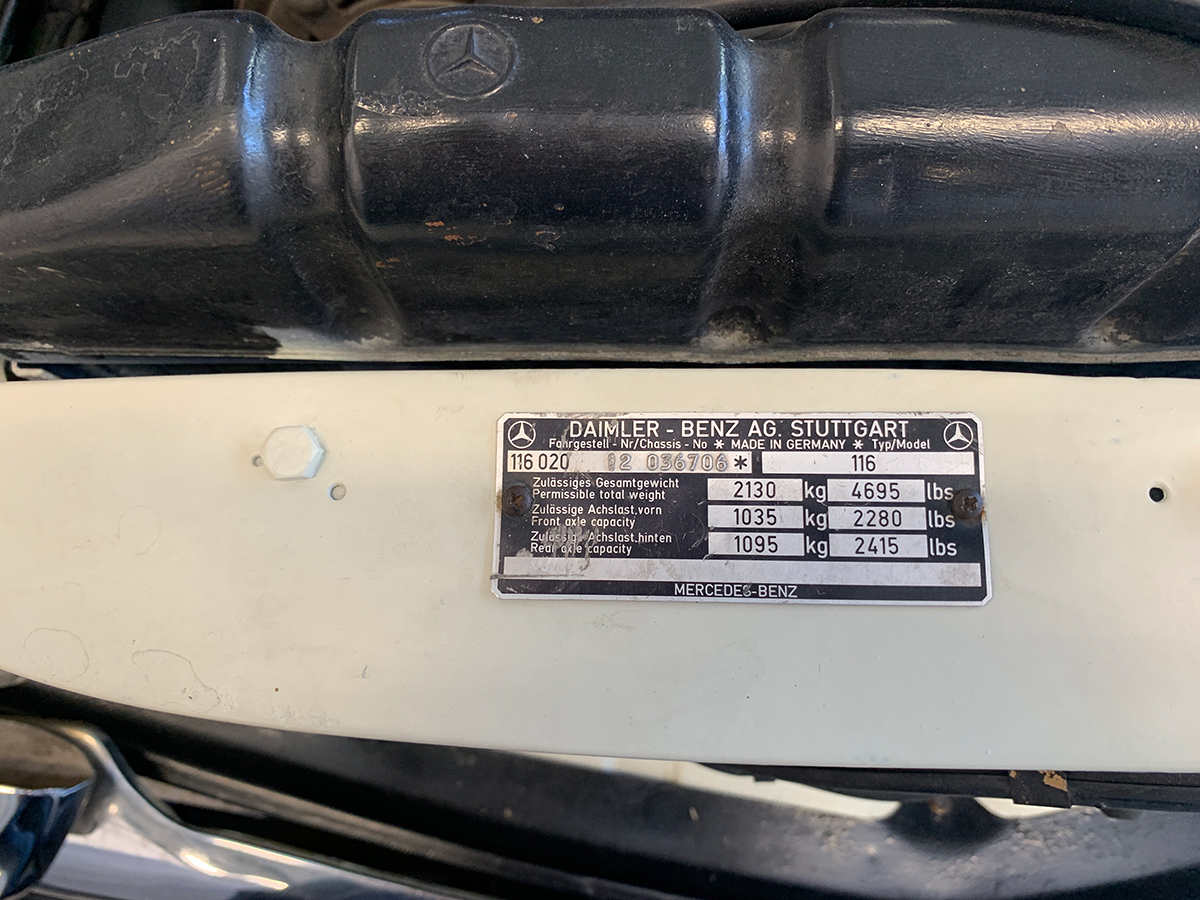 DAIMLER - BENZ AG. STUTTGART
Fahrgestell - Nr/Chassis - No * MADE IN GERMANY * Typ/Model
116 020 12 036706 * 116
Zulässiges Gesamtgewicht
Permissible total weight 2130 kg 4695 lbs
Zulässige Achslast.vorn
Front axle capacity 1035 kg 2280 lbs
Zulässige Achslast.hinten
Rear axle capacity 1095 kg 2415 lbs
MERCEDES-BENZ